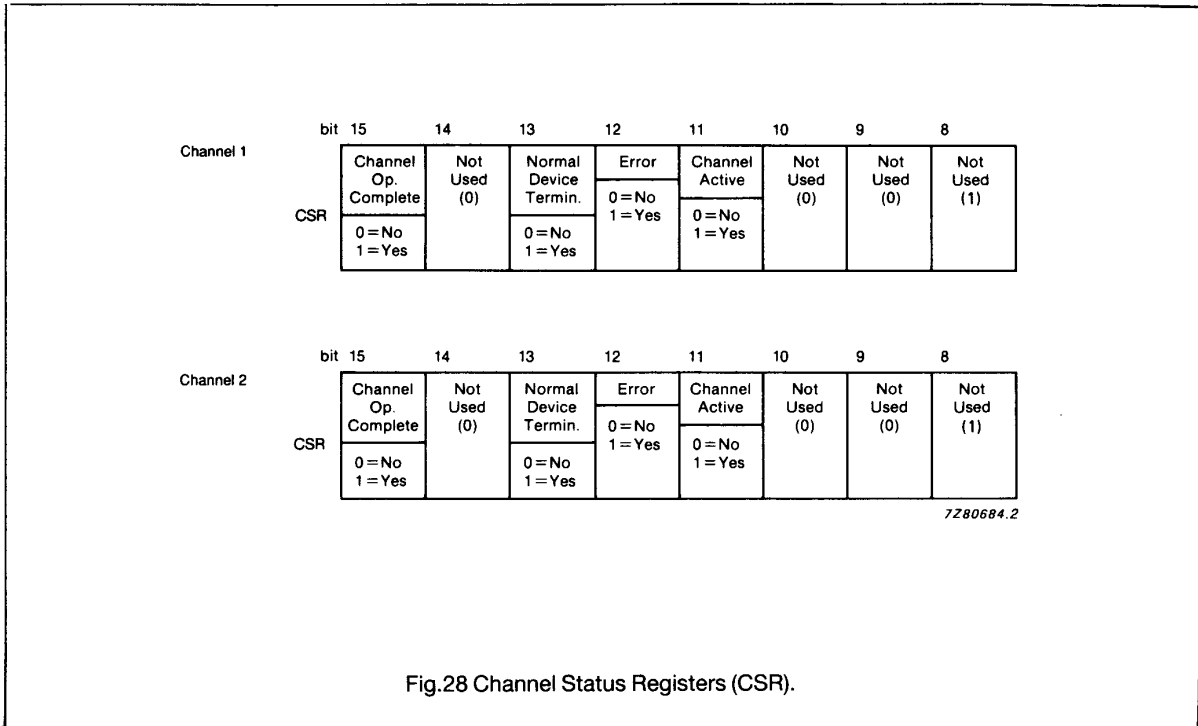 bit 15 14 13 12 11 10 9 8
Channel 1
CSR
Channel Op. Complete 0=No 1=Yes
Not Used (0)
Normal Device Termin. 0=No 1=Yes
Error 0=No 1=Yes
Channel Active 0=No 1=Yes
Not Used (0)
Not Used (0)
Not Used (1)
bit 15 14 13 12 11 10 9 8
Channel 2
CSR
Channel Op. Complete 0=No 1=Yes
Not Used (0)
Normal Device Termin. 0=No 1=Yes
Error 0=No 1=Yes
Channel Active 0=No 1=Yes
Not Used (0)
Not Used (0)
Not Used (1)
7Z80684.2
Fig.28 Channel Status Registers (CSR).